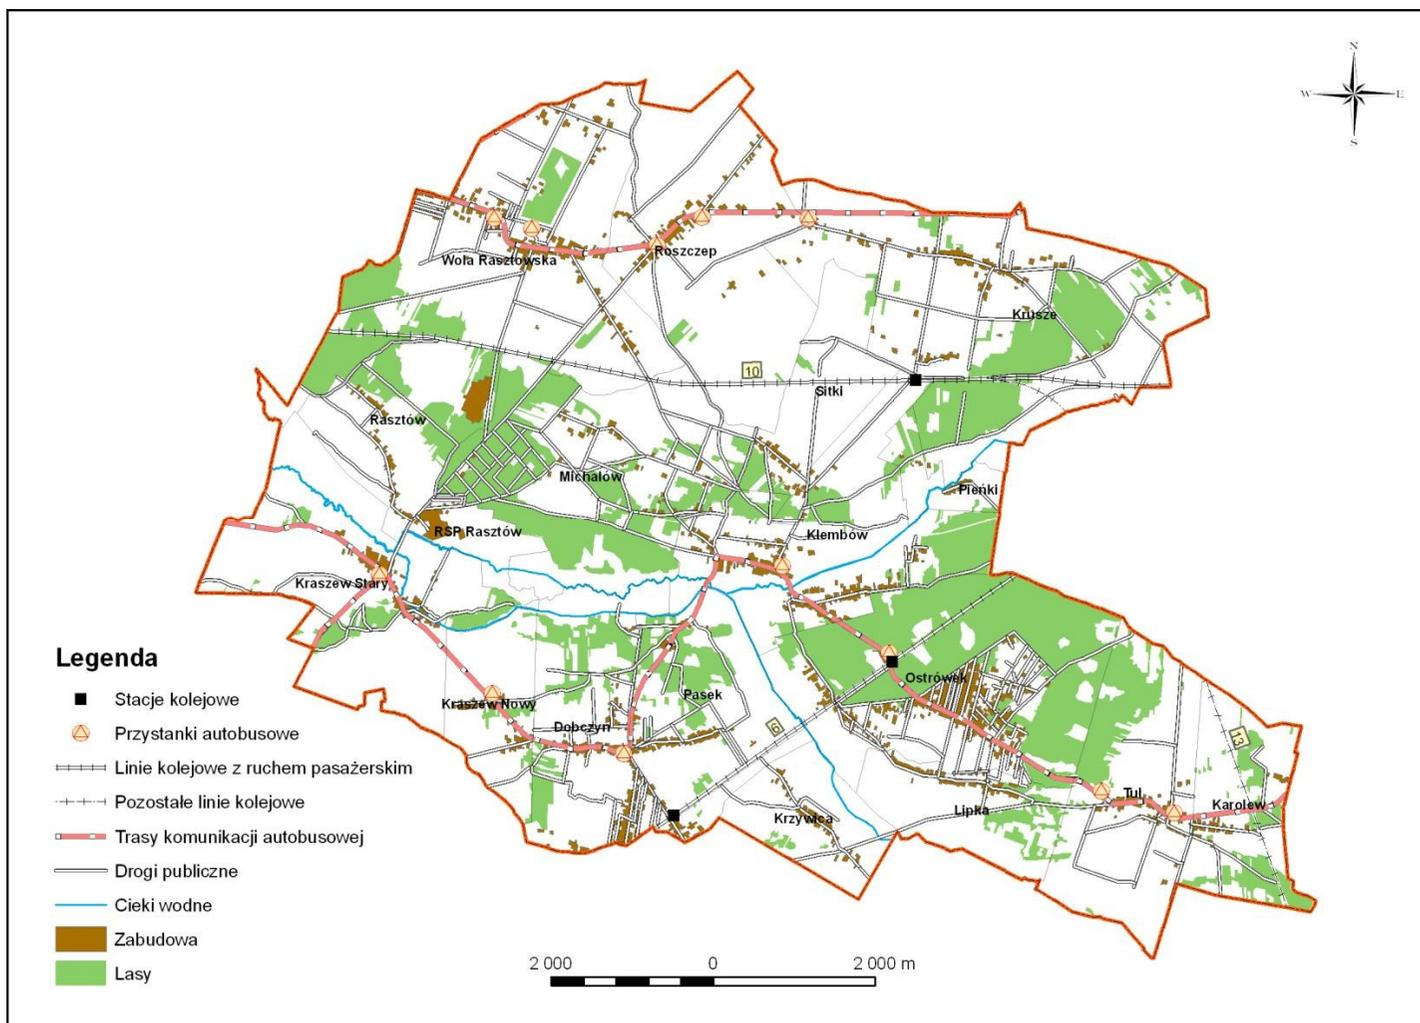 N
W E
S
Roszczep
Wola Rasztowska
Krusze
10
Sitki
Rasztów
Michalów
Pieńki
RSP Rasztów
Klembów
Kraszew Stary
Ostrówek
Pasek
Kraszew Nowy
Dobczyn
6
13
Tul
Karolew
Lipka
Krzywica
Legenda
Stacje kolejowe
Przystanki autobusowe
Linie kolejowe z ruchem pasażerskim
Pozostałe linie kolejowe
Trasy komunikacji autobusowej
Drogi publiczne
Cieki wodne
Zabudowa
Lasy
2 000 0 2 000 m